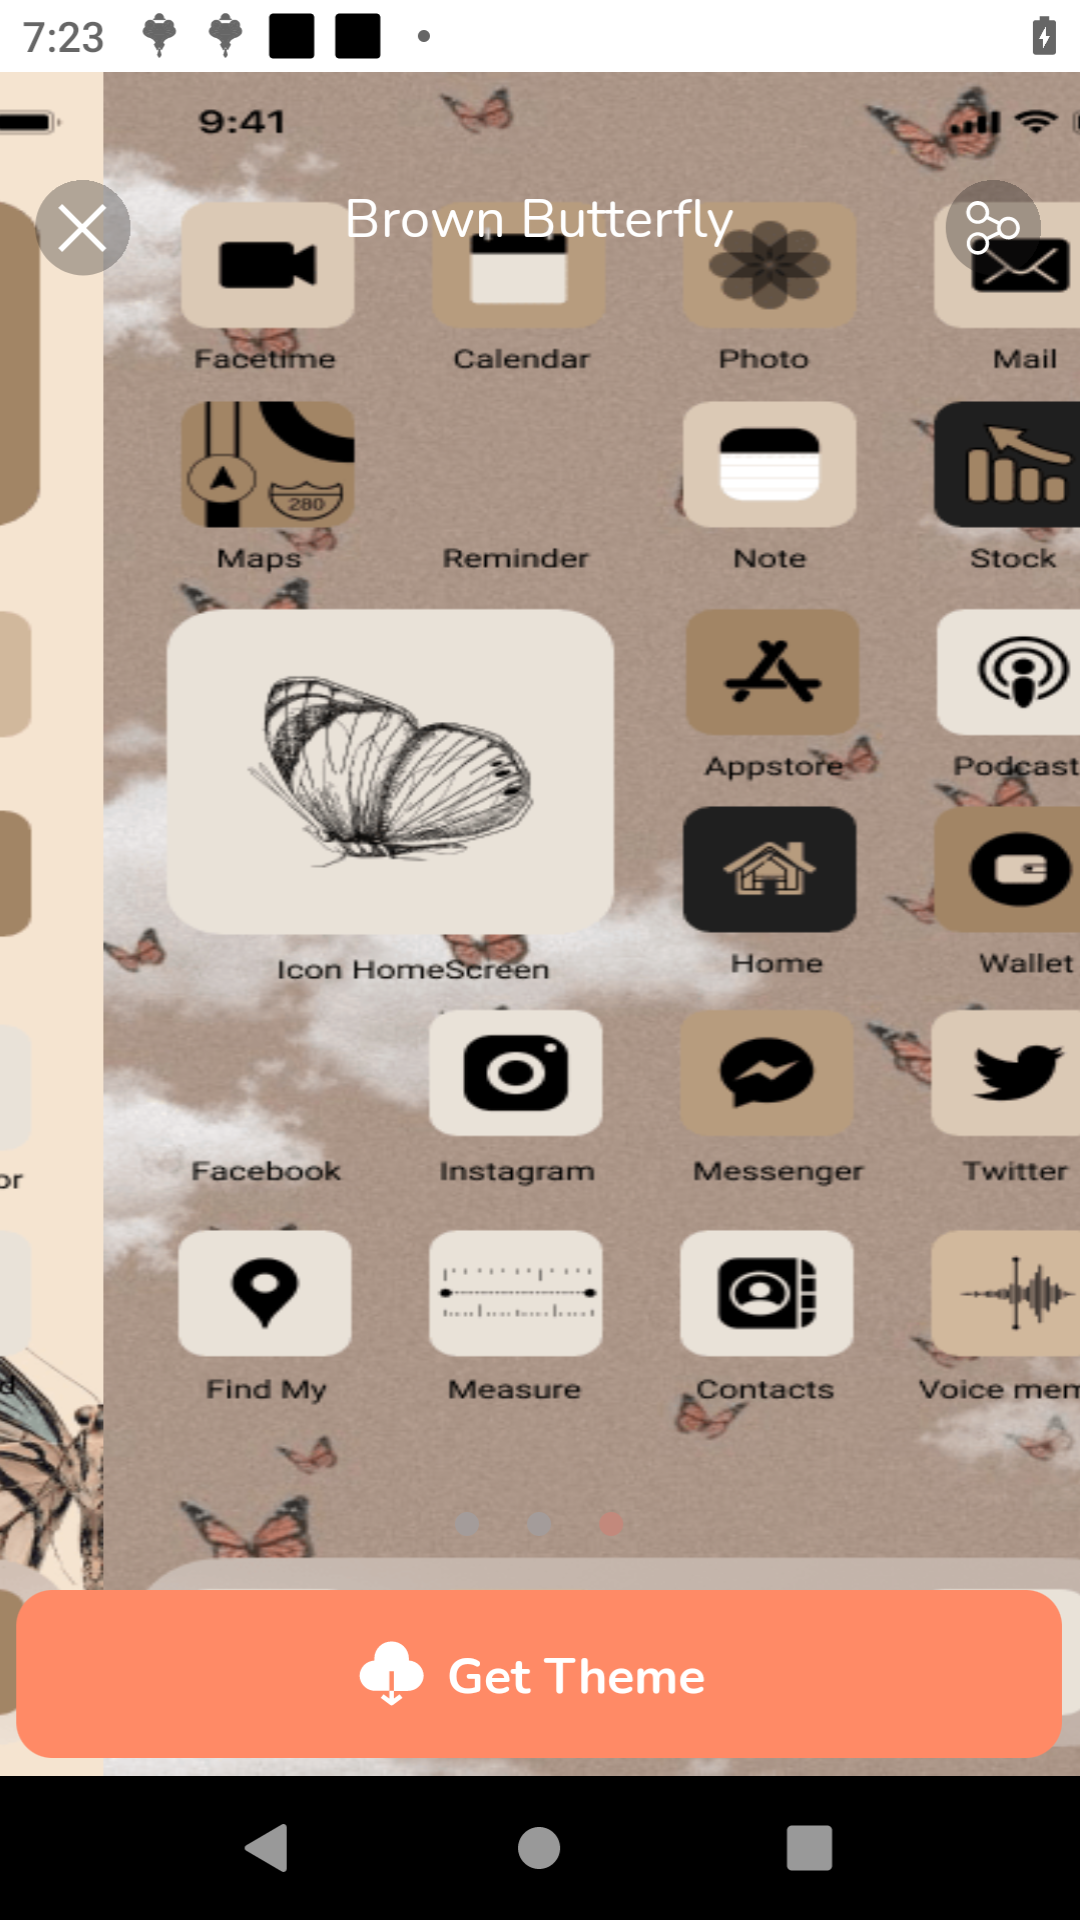 7:23
9:41
Brown Butterfly
Facetime Calendar Photo Mail
280
Maps Reminder Note Stock
Appstore Podcast
Icon HomeScreen Home Wallet
Facebook Instagram Messenger Twitter
Find My Measure Contacts Voice mem
or
d
Get Theme